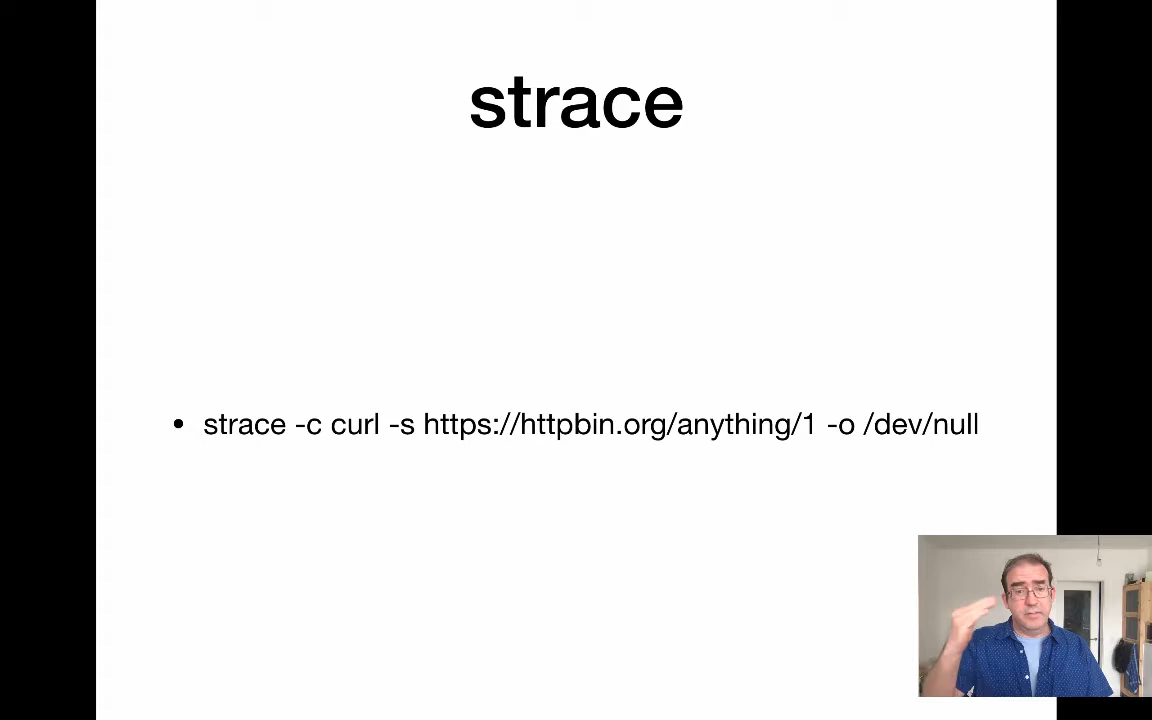 strace
• strace -c curl -s https://httpbin.org/anything/1 -o /dev/null